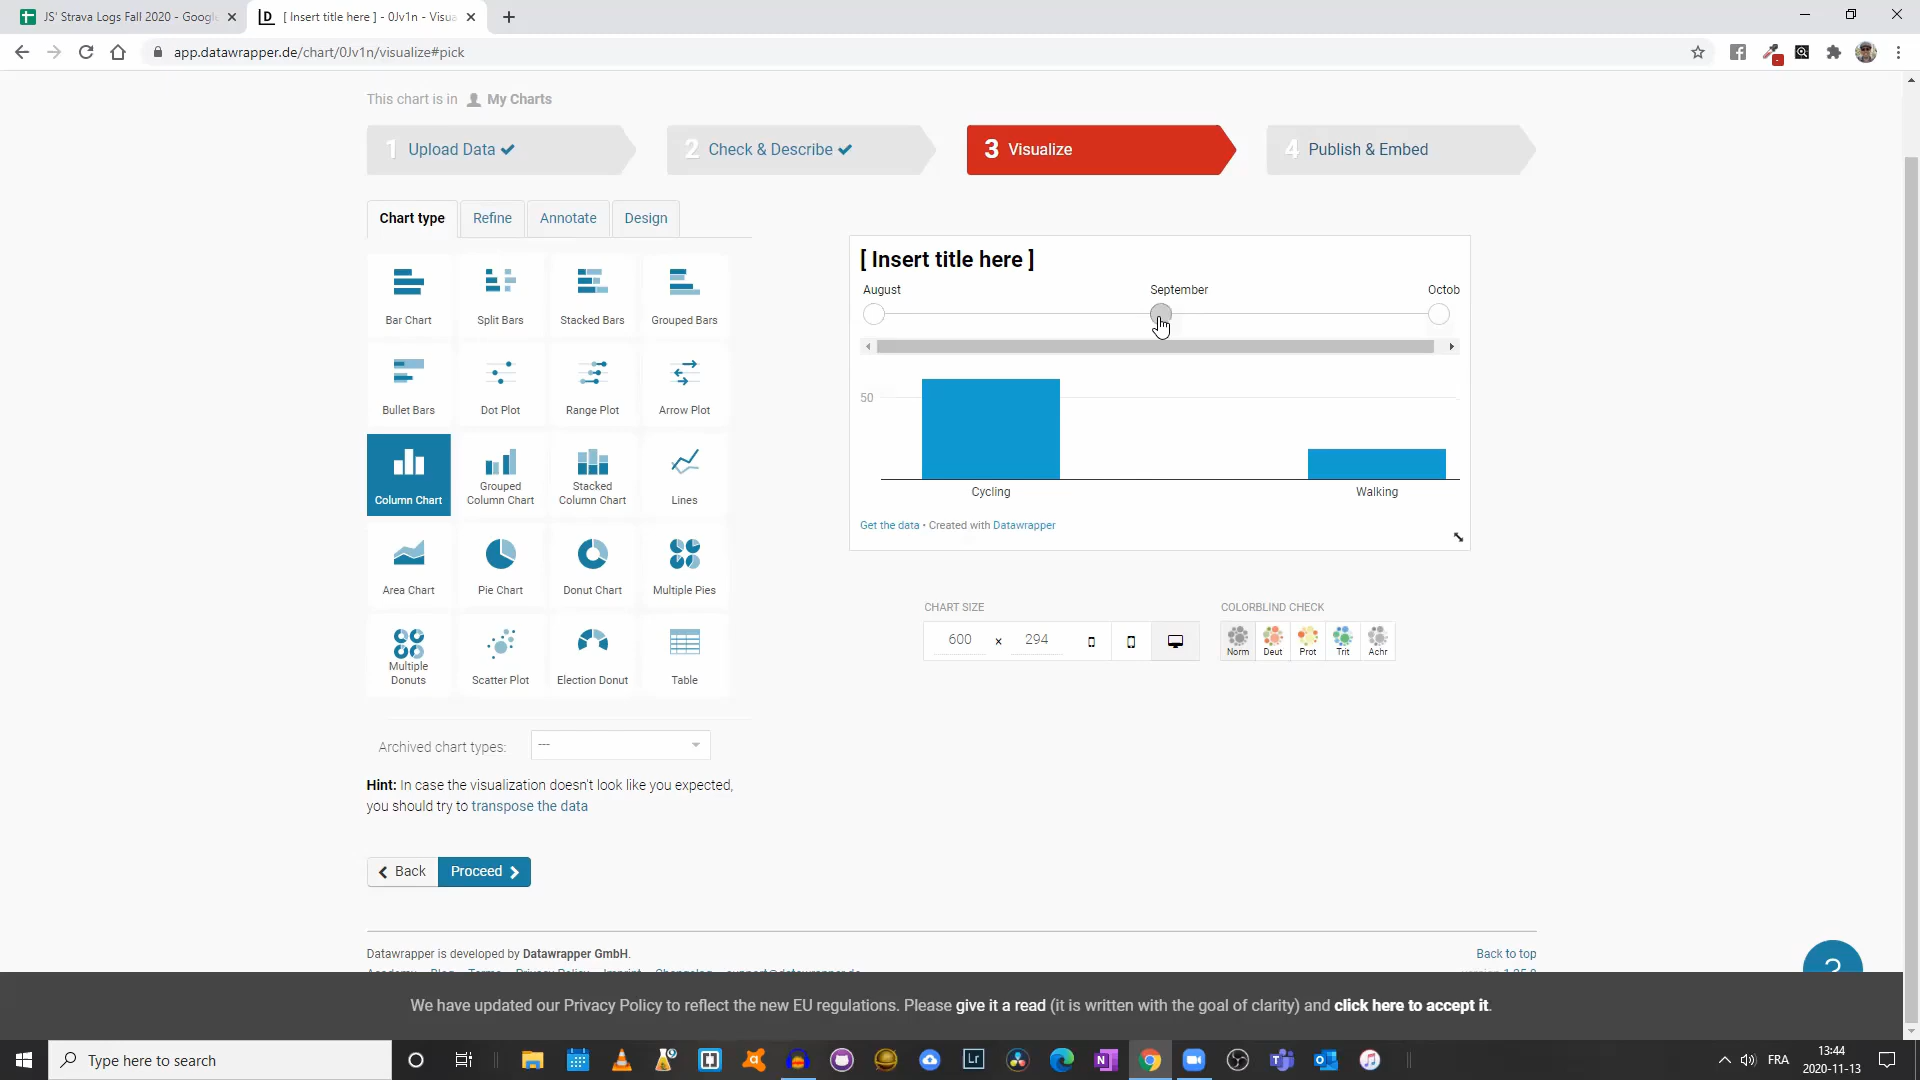 JS' Strava Logs Fall 2020 - Google
[ Insert title here ] - 0Jv1n - Visua
app.datawrapper.de/chart/0Jv1n/visualize#pick
This chart is in My Charts
1 Upload Data
2 Check & Describe
3 Visualize
4 Publish & Embed
Chart type
Refine
Annotate
Design
Bar Chart
Split Bars
Stacked Bars
Grouped Bars
Bullet Bars
Dot Plot
Range Plot
Arrow Plot
Column Chart
Grouped
Column Chart
Stacked
Column Chart
Lines
Area Chart
Pie Chart
Donut Chart
Multiple Pies
Multiple
Donuts
Scatter Plot
Election Donut
Table
Archived chart types: ---
Hint: In case the visualization doesn't look like you expected,
you should try to transpose the data
Back
Proceed
[ Insert title here ]
August
September
Octob
50
Cycling
Walking
Get the data • Created with Datawrapper
CHART SIZE
600 × 294
COLORBLIND CHECK
Norm
Deut
Prot
Trit
Achr
Datawrapper is developed by Datawrapper GmbH.
Back to top
?
We have updated our Privacy Policy to reflect the new EU regulations. Please give it a read (it is written with the goal of clarity) and click here to accept it.
Type here to search
Lr
FRA
13:44
2020-11-13